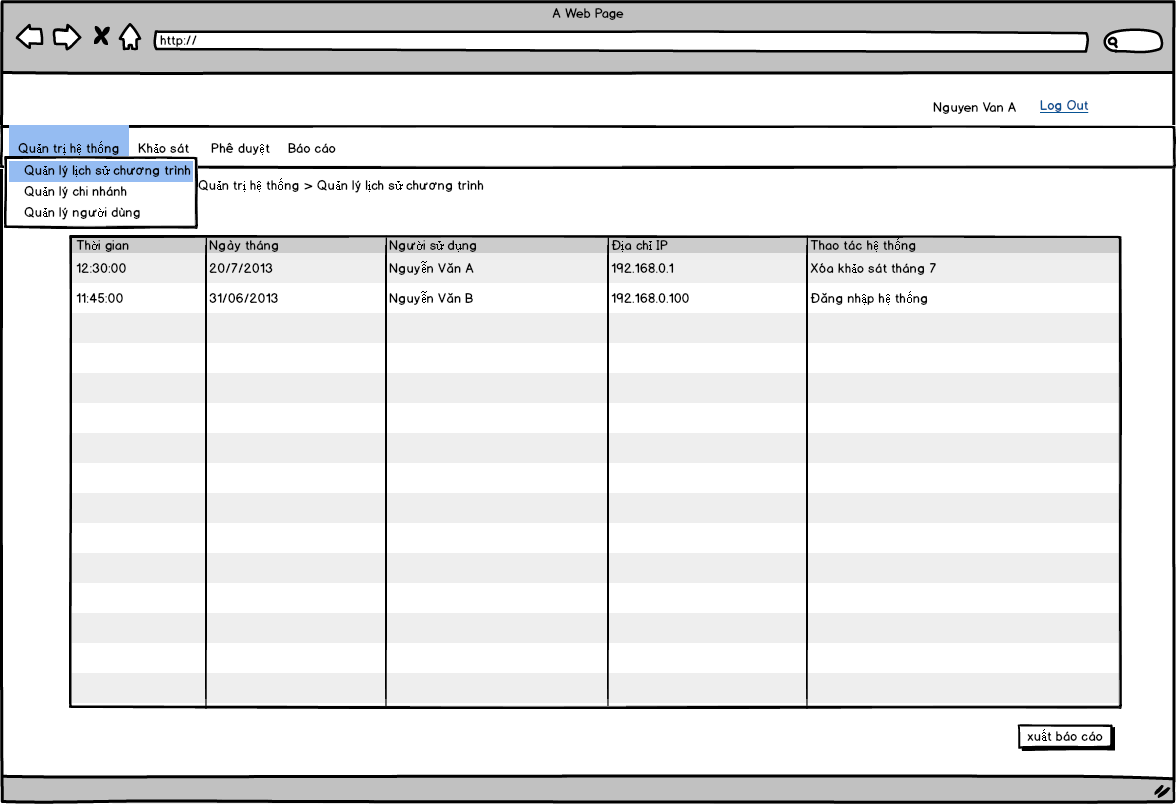 A Web Page
http://
Nguyen Van A Log Out
Quản trị hệ thống Khảo sát Phê duyệt Báo cáo
Quản lý lịch sử chương trình
Quản lý chi nhánh
Quản lý người dùng
Quản trị hệ thống > Quản lý lịch sử chương trình
Thời gian Ngày tháng Người sử dụng Địa chỉ IP Thao tác hệ thống
12:30:00 20/7/2013 Nguyễn Văn A 192.168.0.1 Xóa khảo sát tháng 7
11:45:00 31/06/2013 Nguyễn Văn B 192.168.0.100 Đăng nhập hệ thống
xuất báo cáo